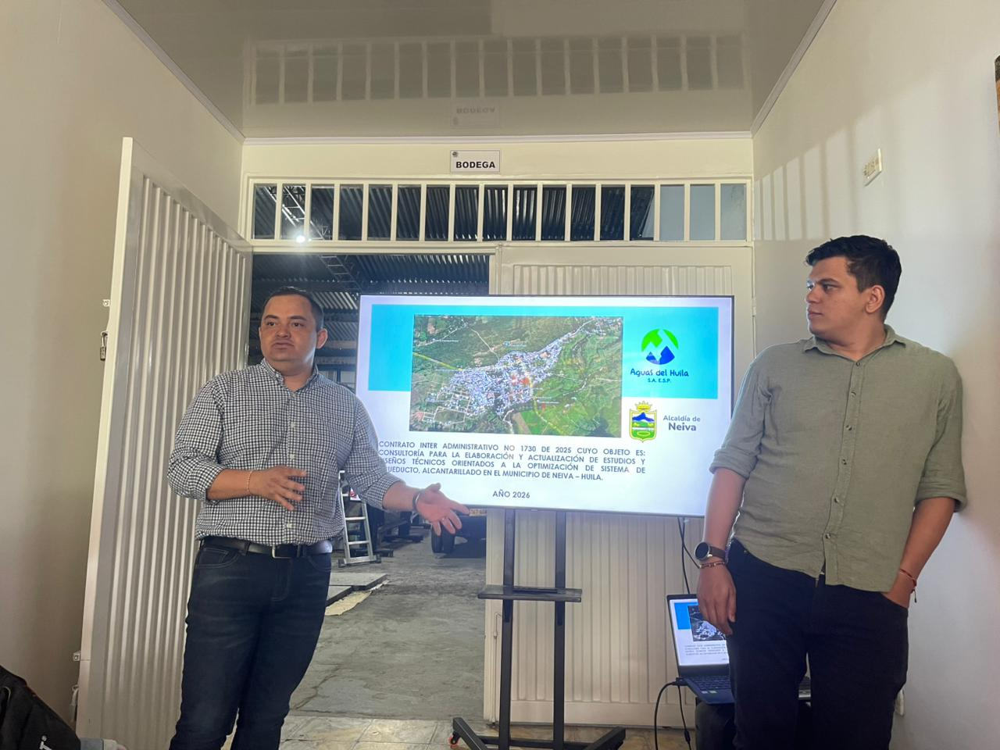 BODEGA
Aguas del Huila
S.A. E.S.P.
Alcaldía de
Neiva
CONTRATO INTER ADMINISTRATIVO NO 1730 DE 2025 CUYO OBJETO ES:
CONSULTORÍA PARA LA ELABORACIÓN Y ACTUALIZACIÓN DE ESTUDIOS Y
SEÑOS TÉCNICOS ORIENTADOS A LA OPTIMIZACIÓN DE SISTEMA DE
UEDUCTO, ALCANTARILLADO EN EL MUNICIPIO DE NEIVA – HUILA.
AÑO 2026